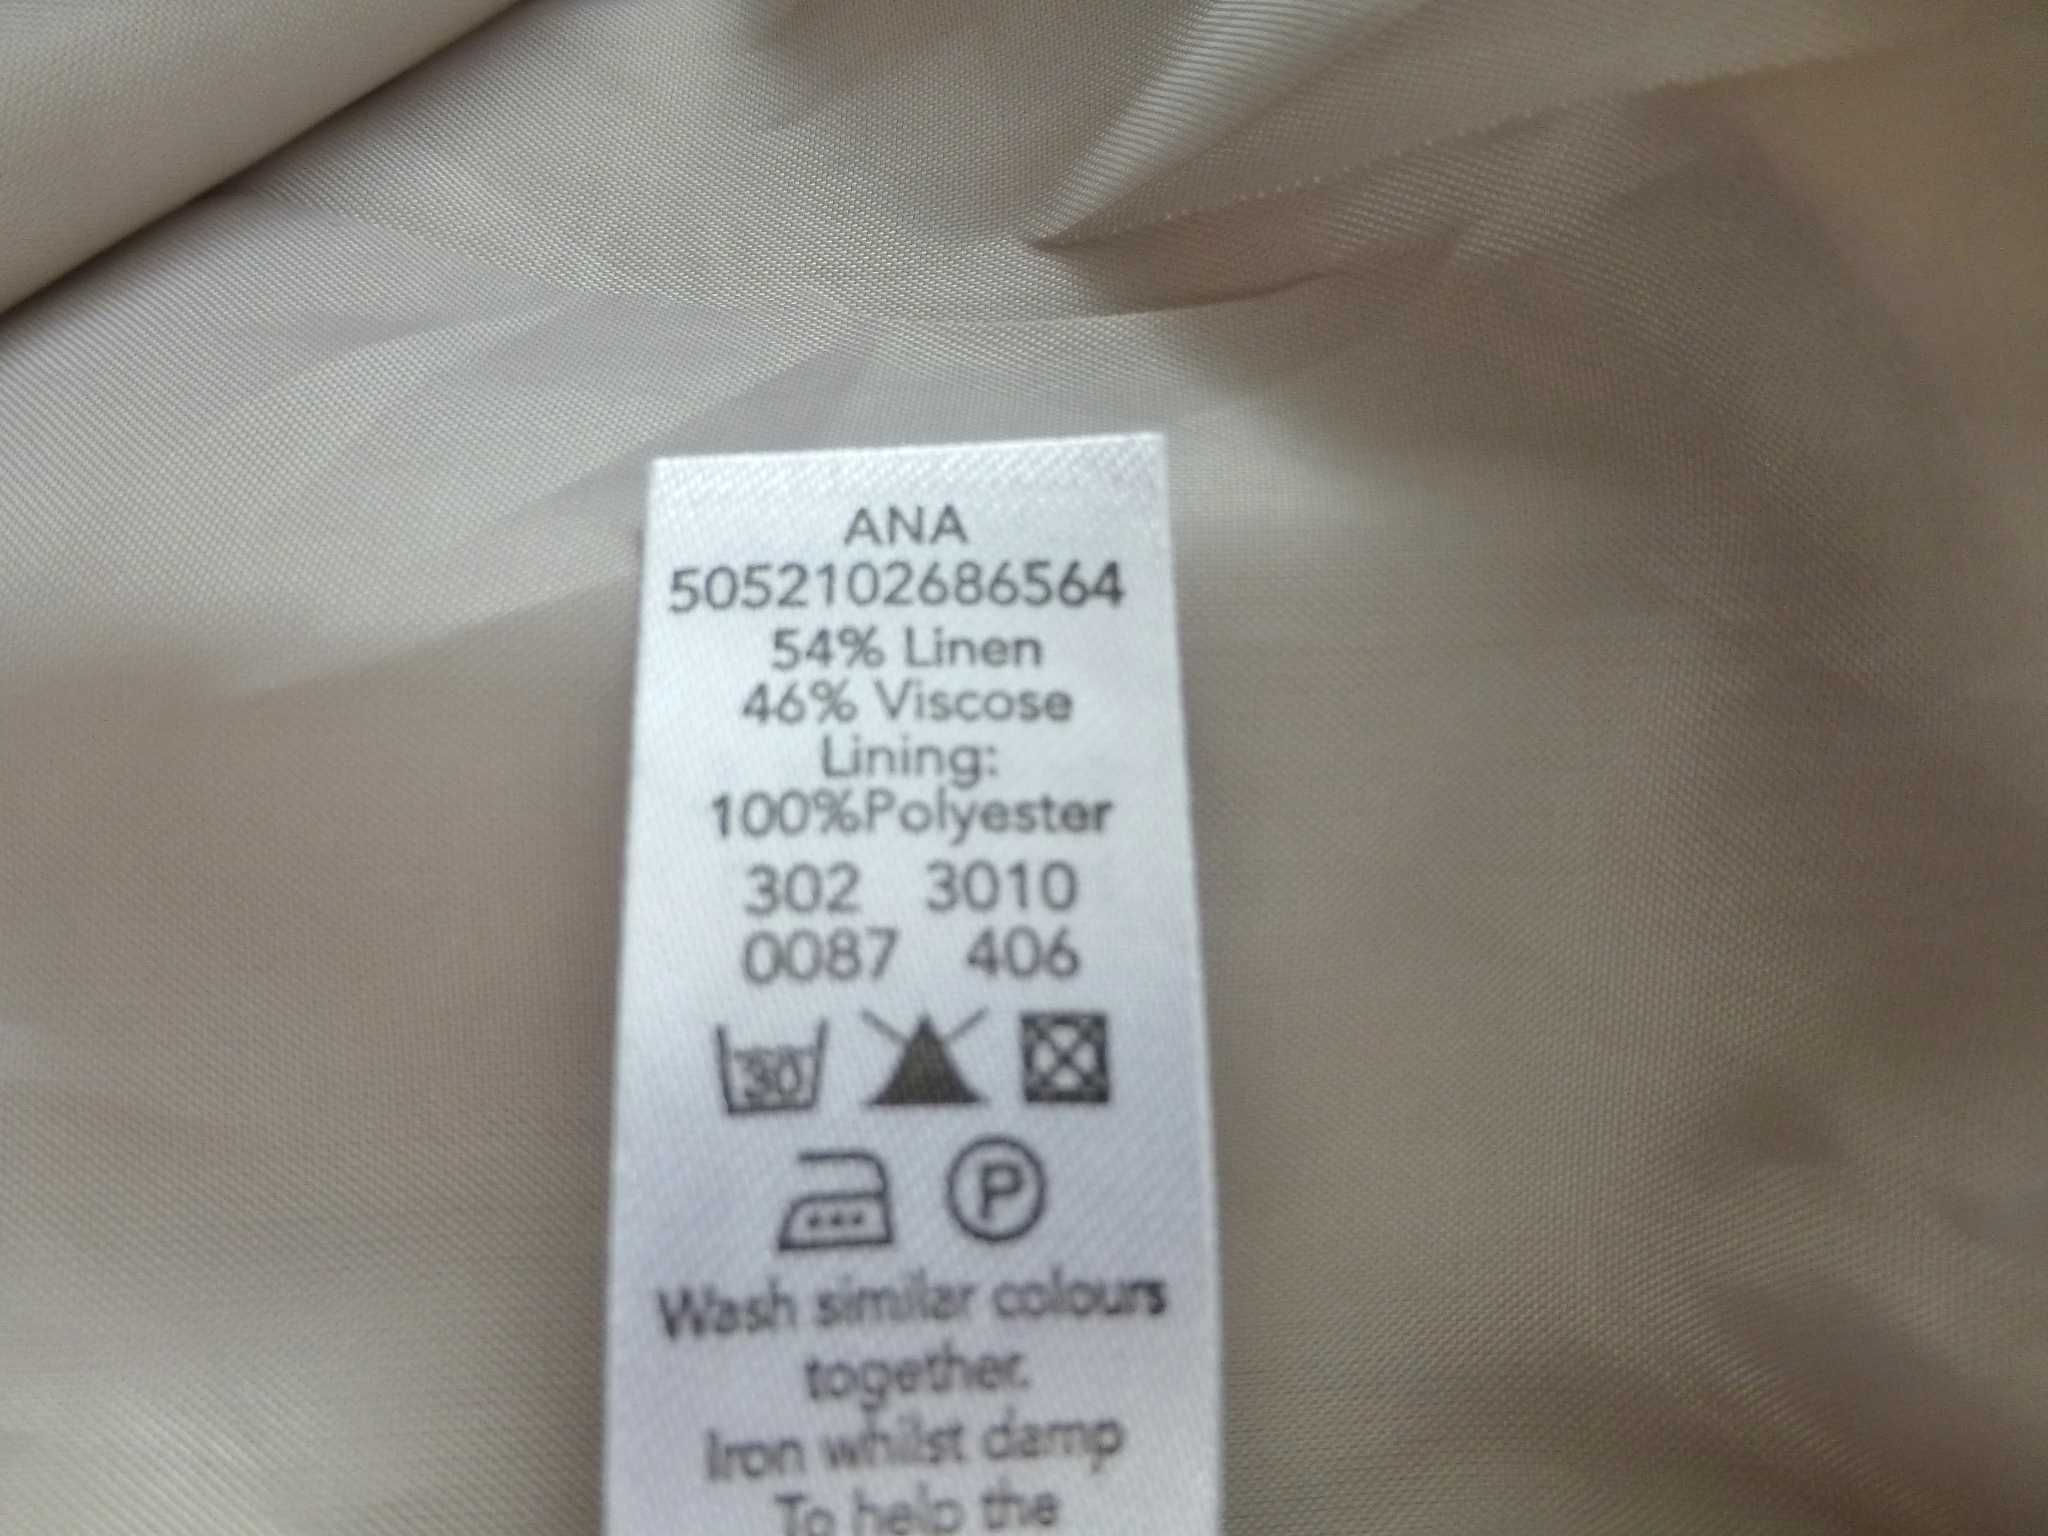 ANA
5052102686564
54% Linen
46% Viscose
Lining:
100%Polyester
302 3010
0087 406
30
P
Wash similar colours
together.
Iron whilst damp
To help the